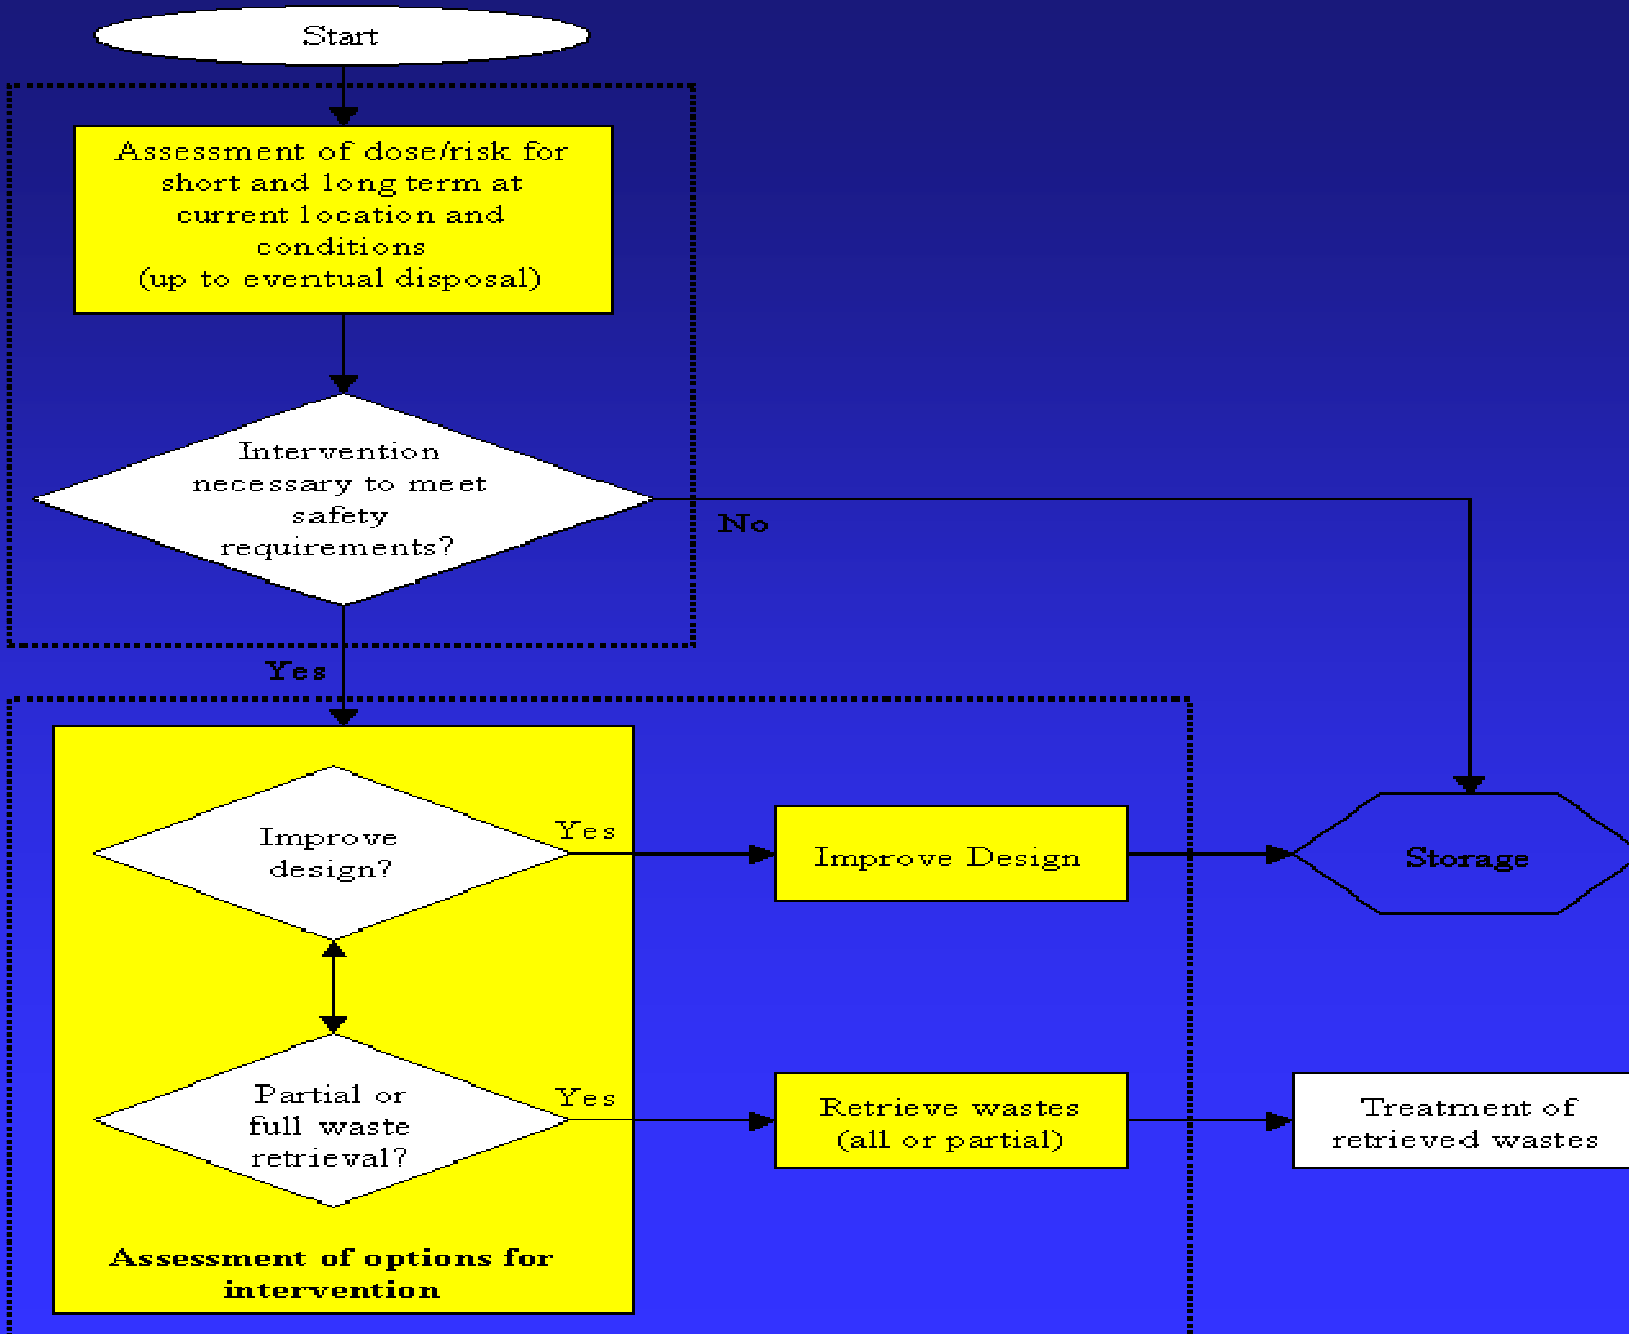 Start
Assessment of dose/risk for
short and long term at
current location and
conditions
(up to eventual disposal)
Intervention
necessary to meet
safety
requirements?
No
Yes
Improve
design?
Yes
Improve Design
Storage
Partial or
full waste
retrieval?
Yes
Retrieve wastes
(all or partial)
Treatment of
retrieved wastes
Assessment of options for
intervention